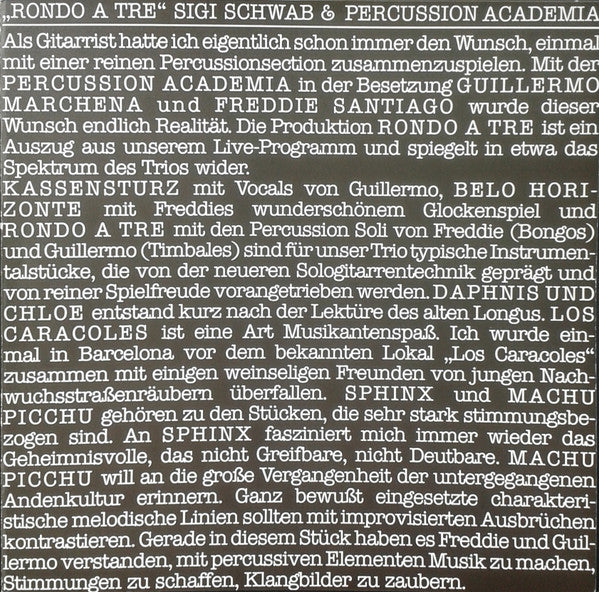 „RONDO A TRE“ SIGI SCHWAB & PERCUSSION ACADEMIA
Als Gitarrist hatte ich eigentlich schon immer den Wunsch, einmal
mit einer reinen Percussionsection zusammenzuspielen. Mit der
PERCUSSION ACADEMIA in der Besetzung GUILLERMO
MARCHENA und FREDDIE SANTIAGO wurde dieser
Wunsch endlich Realität. Die Produktion RONDO A TRE ist ein
Auszug aus unserem Live-Programm und spiegelt in etwa das
Spektrum des Trios wider.
KASSENSTURZ mit Vocals von Guillermo, BELO HORI-
ZONTE mit Freddies wunderschönem Glockenspiel und
RONDO A TRE mit den Percussion Soli von Freddie (Bongos)
und Guillermo (Timbales) sind für unser Trio typische Instrumen-
talstücke, die von der neueren Sologitarrentechnik geprägt und
von reiner Spielfreude vorangetrieben werden. DAPHNIS UND
CHLOE entstand kurz nach der Lektüre des alten Longus. LOS
CARACOLES ist eine Art Musikantenspaß. Ich wurde ein-
mal in Barcelona vor dem bekannten Lokal „Los Caracoles“
zusammen mit einigen weinseligen Freunden von jungen Nach-
wuchsstraßenräubern überfallen. SPHINX und MACHU
PICCHU gehören zu den Stücken, die sehr stark stimmungsbe-
zogen sind. An SPHINX fasziniert mich immer wieder das
Geheimnisvolle, das nicht Greifbare, nicht Deutbare. MACHU
PICCHU will an die große Vergangenheit der untergegangenen
Andenkultur erinnern. Ganz bewußt eingesetzte charakteri-
stische melodische Linien sollten mit improvisierten Ausbrüchen
kontrastieren. Gerade in diesem Stück haben es Freddie und Guil-
lermo verstanden, mit percussiven Elementen Musik zu machen,
Stimmungen zu schaffen, Klangbilder zu zaubern.